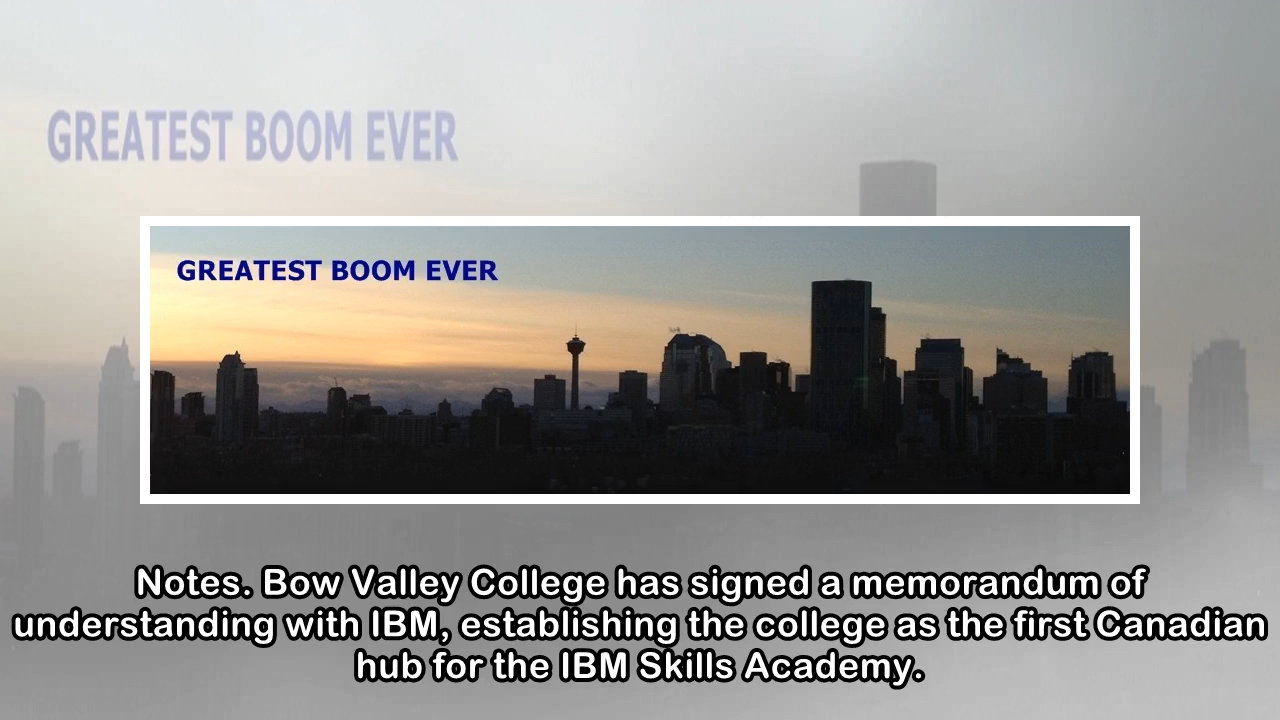 GREATEST BOOM EVER
GREATEST BOOM EVER
Notes. Bow Valley College has signed a memorandum of
understanding with IBM, establishing the college as the first Canadian
hub for the IBM Skills Academy.